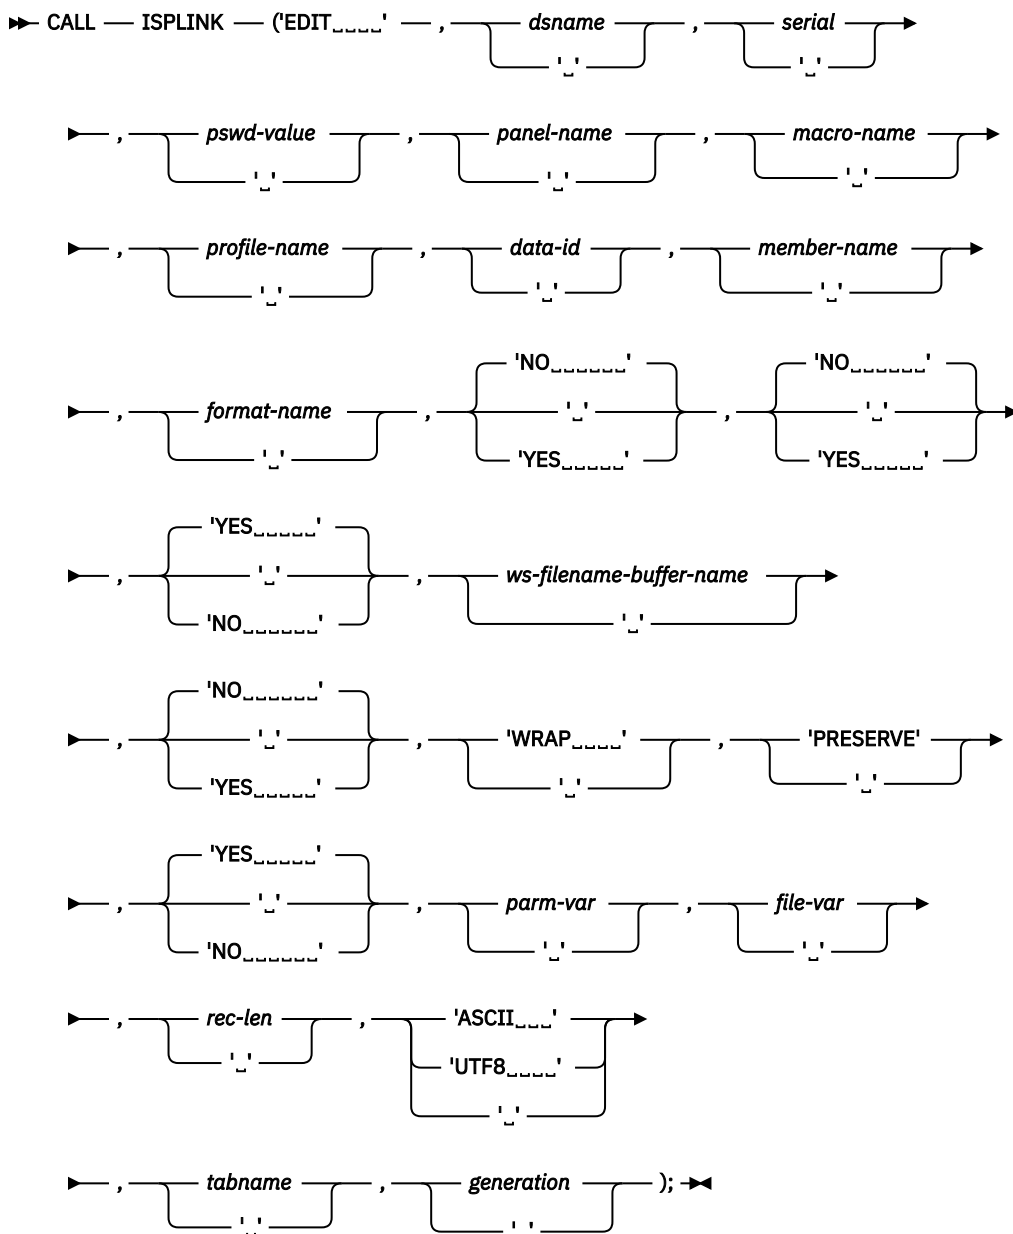 CALL ISPLINK ('EDIT␣␣␣␣' , dsname , serial
'␣' '␣'
, pswd-value , panel-name , macro-name
'␣' '␣' '␣'
, profile-name , data-id , member-name
'␣' '␣' '␣'
'NO␣␣␣␣␣␣' 'NO␣␣␣␣␣␣'
, format-name , '␣' , '␣'
'␣' 'YES␣␣␣␣␣' 'YES␣␣␣␣␣'
'YES␣␣␣␣␣'
, '␣' , ws-filename-buffer-name
'NO␣␣␣␣␣␣' '␣'
'NO␣␣␣␣␣␣'
, '␣' , 'WRAP␣␣␣␣' , 'PRESERVE'
'YES␣␣␣␣␣' '␣' '␣'
'YES␣␣␣␣␣'
, '␣' , parm-var , file-var
'NO␣␣␣␣␣␣' '␣' '␣'
, rec-len , 'ASCII␣␣␣'
'␣' 'UTF8␣␣␣␣'
'␣'
, tabname , generation );
'␣' ' '